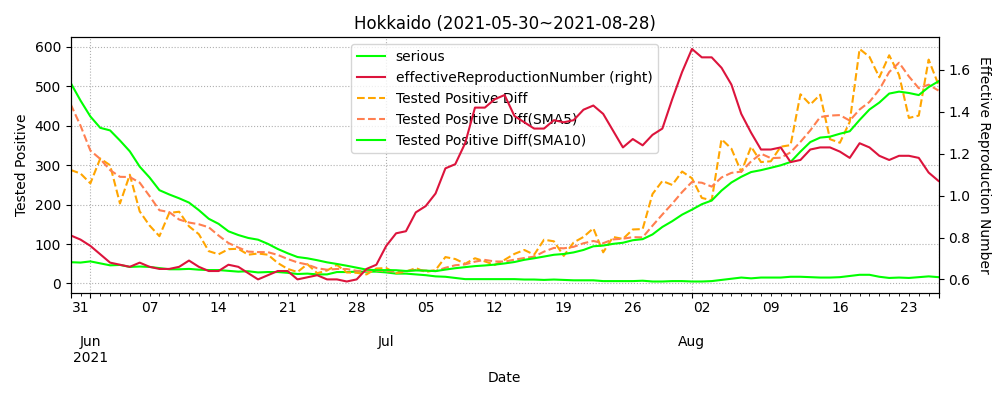 Hokkaido (2021-05-30~2021-08-28)
serious
effectiveReproductionNumber (right)
Tested Positive Diff
Tested Positive Diff(SMA5)
Tested Positive Diff(SMA10)
Tested Positive
600
500
400
300
200
100
0
1.6
1.4
1.2
1.0
0.8
0.6
Effective Reproduction Number
31 07 14 21 28 05 12 19 26 02 09 16 23
Jun Jul Aug
2021
Date